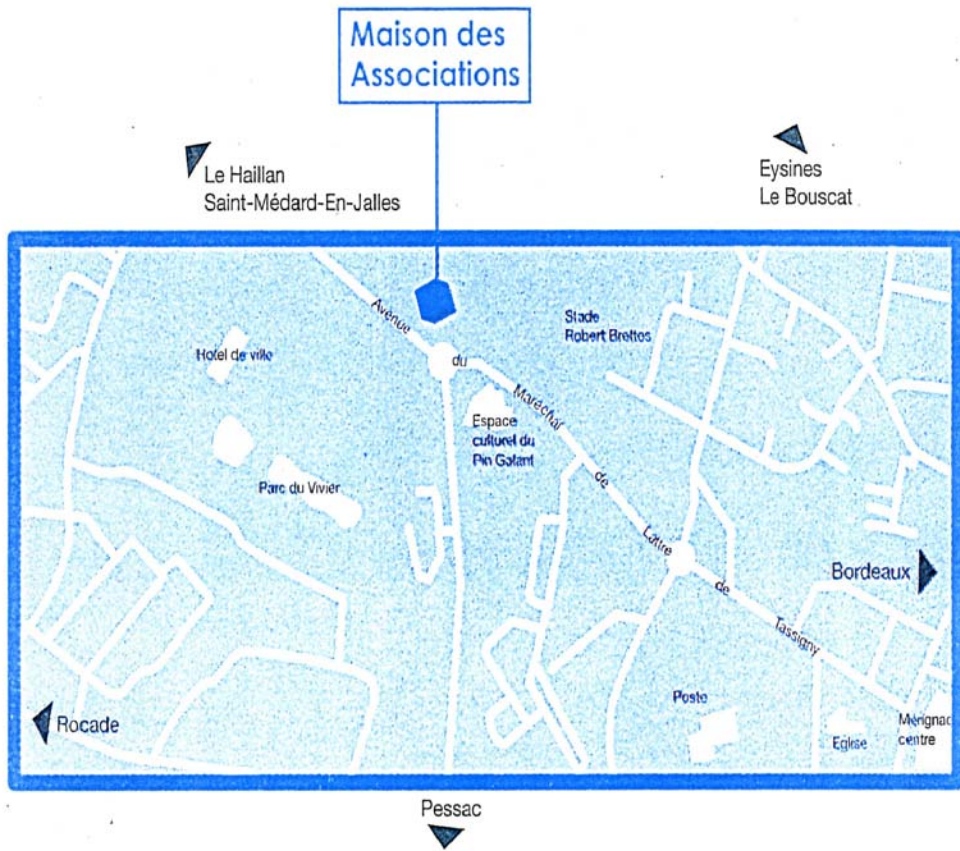 Maison des
Associations
Le Haillan
Saint-Médard-En-Jalles
Eysines
Le Bouscat
Avenue
du
Maréchal
de
Lattre
de
Tassigny
Stade
Robert Brettes
Hotel de ville
Espace
culturel du
Pin Galant
Parc du Vivier
Bordeaux
Rocade
Poste
Eglise
Mérignac
centre
Pessac